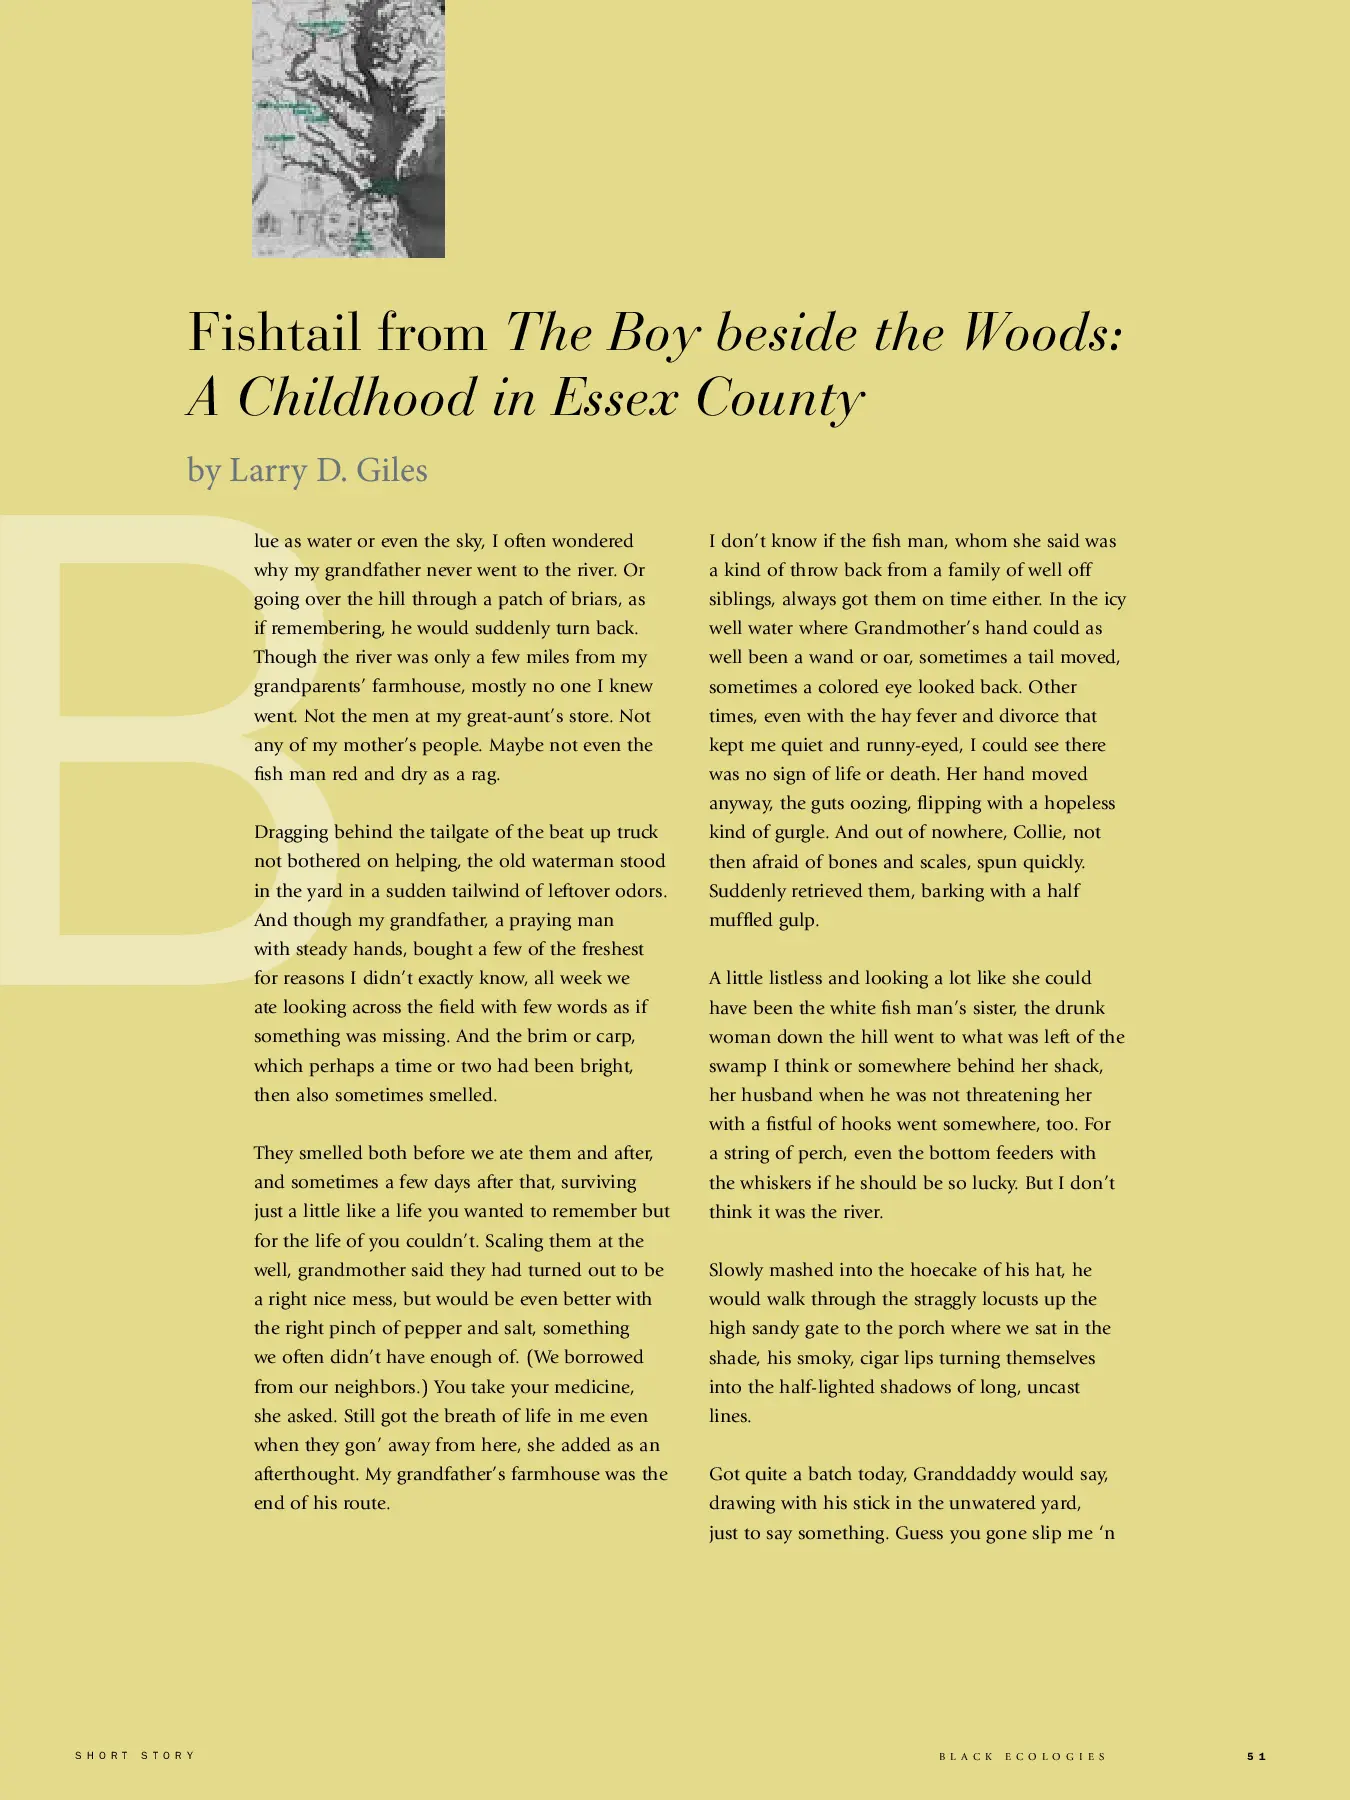 Fishtail from The Boy beside the Woods:
A Childhood in Essex County
by Larry D. Giles
Blue as water or even the sky, I often wondered
why my grandfather never went to the river. Or
going over the hill through a patch of briars, as
if remembering, he would suddenly turn back.
Though the river was only a few miles from my
grandparents’ farmhouse, mostly no one I knew
went. Not the men at my great-aunt’s store. Not
any of my mother’s people. Maybe not even the
fish man red and dry as a rag.
Dragging behind the tailgate of the beat up truck
not bothered on helping, the old waterman stood
in the yard in a sudden tailwind of leftover odors.
And though my grandfather, a praying man
with steady hands, bought a few of the freshest
for reasons I didn’t exactly know, all week we
ate looking across the field with few words as if
something was missing. And the brim or carp,
which perhaps a time or two had been bright,
then also sometimes smelled.
They smelled both before we ate them and after,
and sometimes a few days after that, surviving
just a little like a life you wanted to remember but
for the life of you couldn’t. Scaling them at the
well, grandmother said they had turned out to be
a right nice mess, but would be even better with
the right pinch of pepper and salt, something
we often didn’t have enough of. (We borrowed
from our neighbors.) You take your medicine,
she asked. Still got the breath of life in me even
when they gon’ away from here, she added as an
afterthought. My grandfather’s farmhouse was the
end of his route.
I don’t know if the fish man, whom she said was
a kind of throw back from a family of well off
siblings, always got them on time either. In the icy
well water where Grandmother’s hand could as
well been a wand or oar, sometimes a tail moved,
sometimes a colored eye looked back. Other
times, even with the hay fever and divorce that
kept me quiet and runny-eyed, I could see there
was no sign of life or death. Her hand moved
anyway, the guts oozing, flipping with a hopeless
kind of gurgle. And out of nowhere, Collie, not
then afraid of bones and scales, spun quickly.
Suddenly retrieved them, barking with a half
muffled gulp.
A little listless and looking a lot like she could
have been the white fish man’s sister, the drunk
woman down the hill went to what was left of the
swamp I think or somewhere behind her shack,
her husband when he was not threatening her
with a fistful of hooks went somewhere, too. For
a string of perch, even the bottom feeders with
the whiskers if he should be so lucky. But I don’t
think it was the river.
Slowly mashed into the hoecake of his hat, he
would walk through the straggly locusts up the
high sandy gate to the porch where we sat in the
shade, his smoky, cigar lips turning themselves
into the half-lighted shadows of long, uncast
lines.
Got quite a batch today, Granddaddy would say,
drawing with his stick in the unwatered yard,
just to say something. Guess you gone slip me ‘n
SHORT STORY
BLACK ECOLOGIES
51